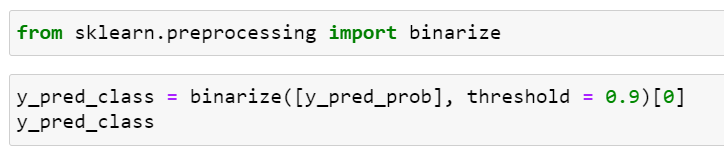 from sklearn.preprocessing import binarize
y_pred_class = binarize([y_pred_prob], threshold = 0.9)[0]
y_pred_class